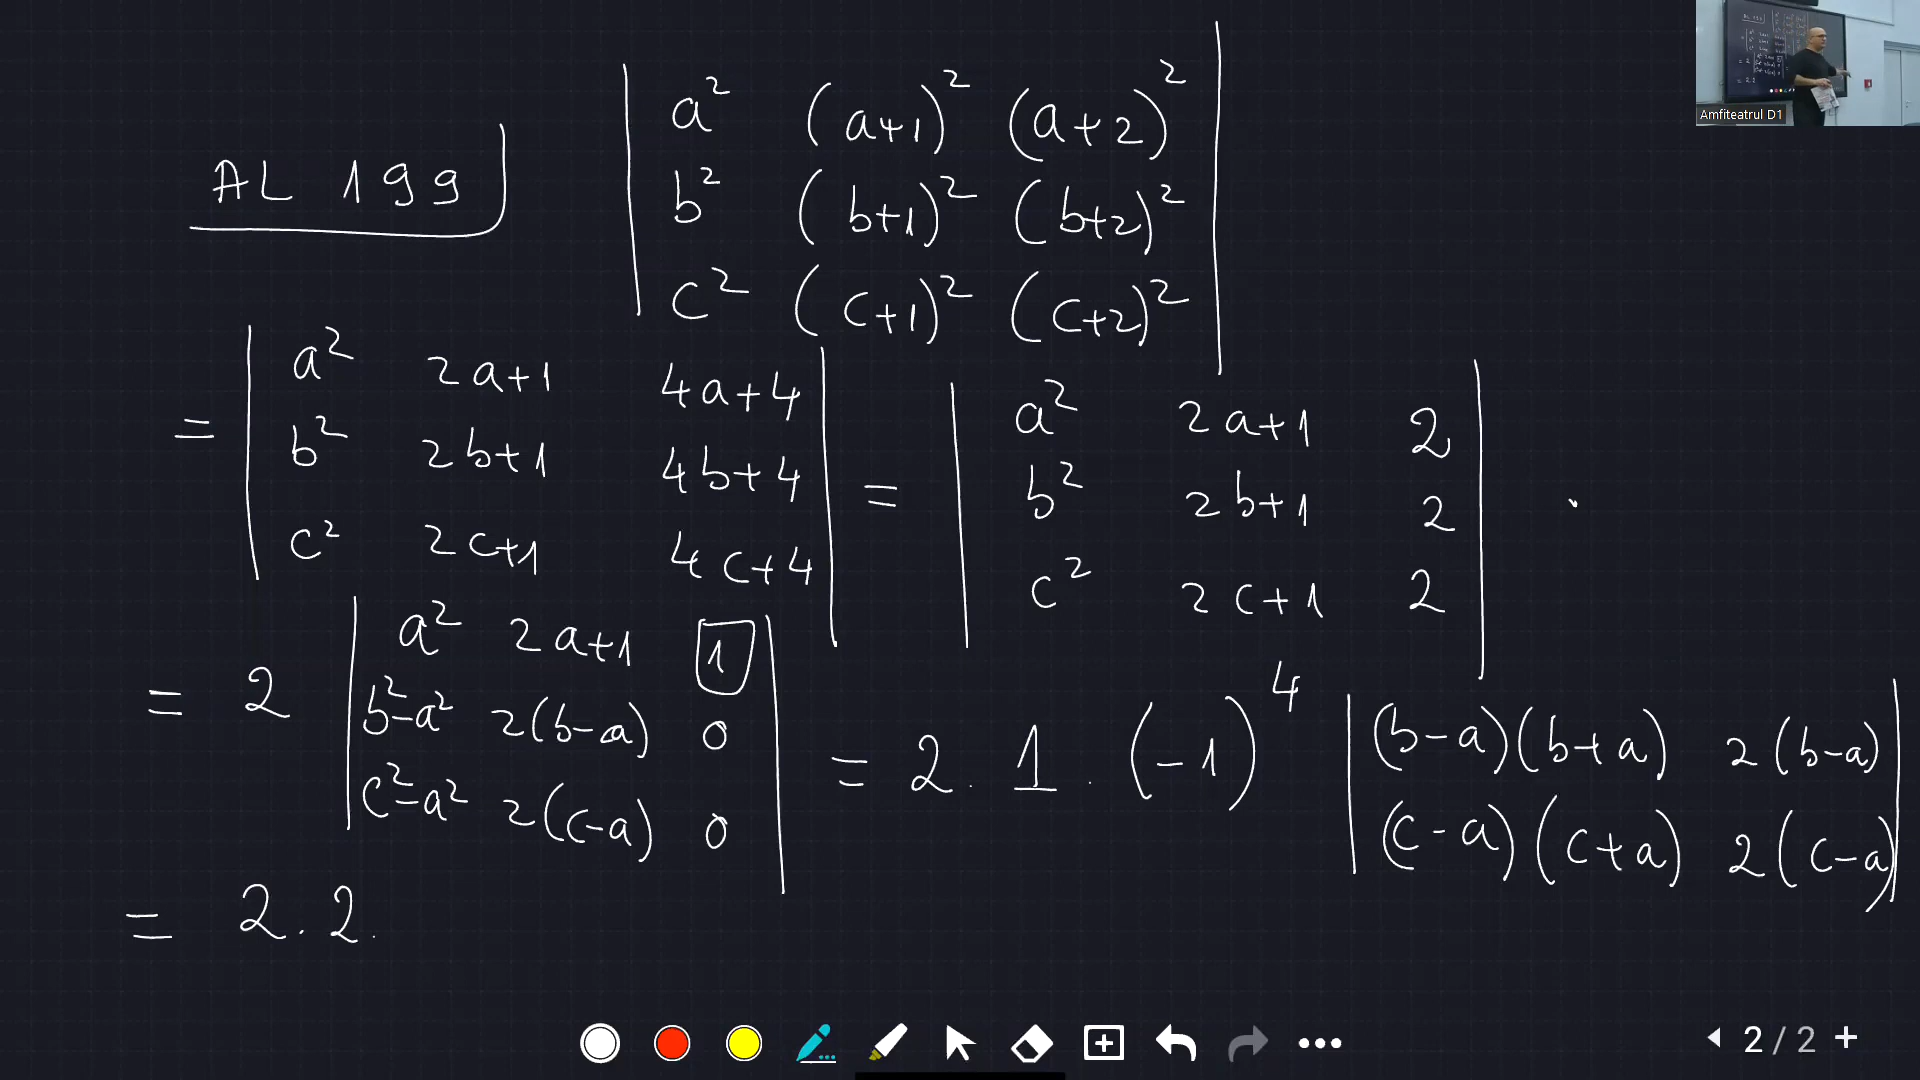 AL 199
a² (a+1)² (a+2)²
b² (b+1)² (b+2)²
c² (c+1)² (c+2)²
= a² 2a+1 4a+4
b² 2b+1 4b+4
c² 2c+1 4c+4
= a² 2a+1 2
b² 2b+1 2
c² 2c+1 2
= 2 a² 2a+1 1
b²-a² 2(b-a) 0
c²-a² 2(c-a) 0
= 2 . 1 . (-1)⁴ (b-a)(b+a) 2(b-a)
(c-a)(c+a) 2(c-a)
= 2 . 2 .
Amfiteatrul D1
2 / 2